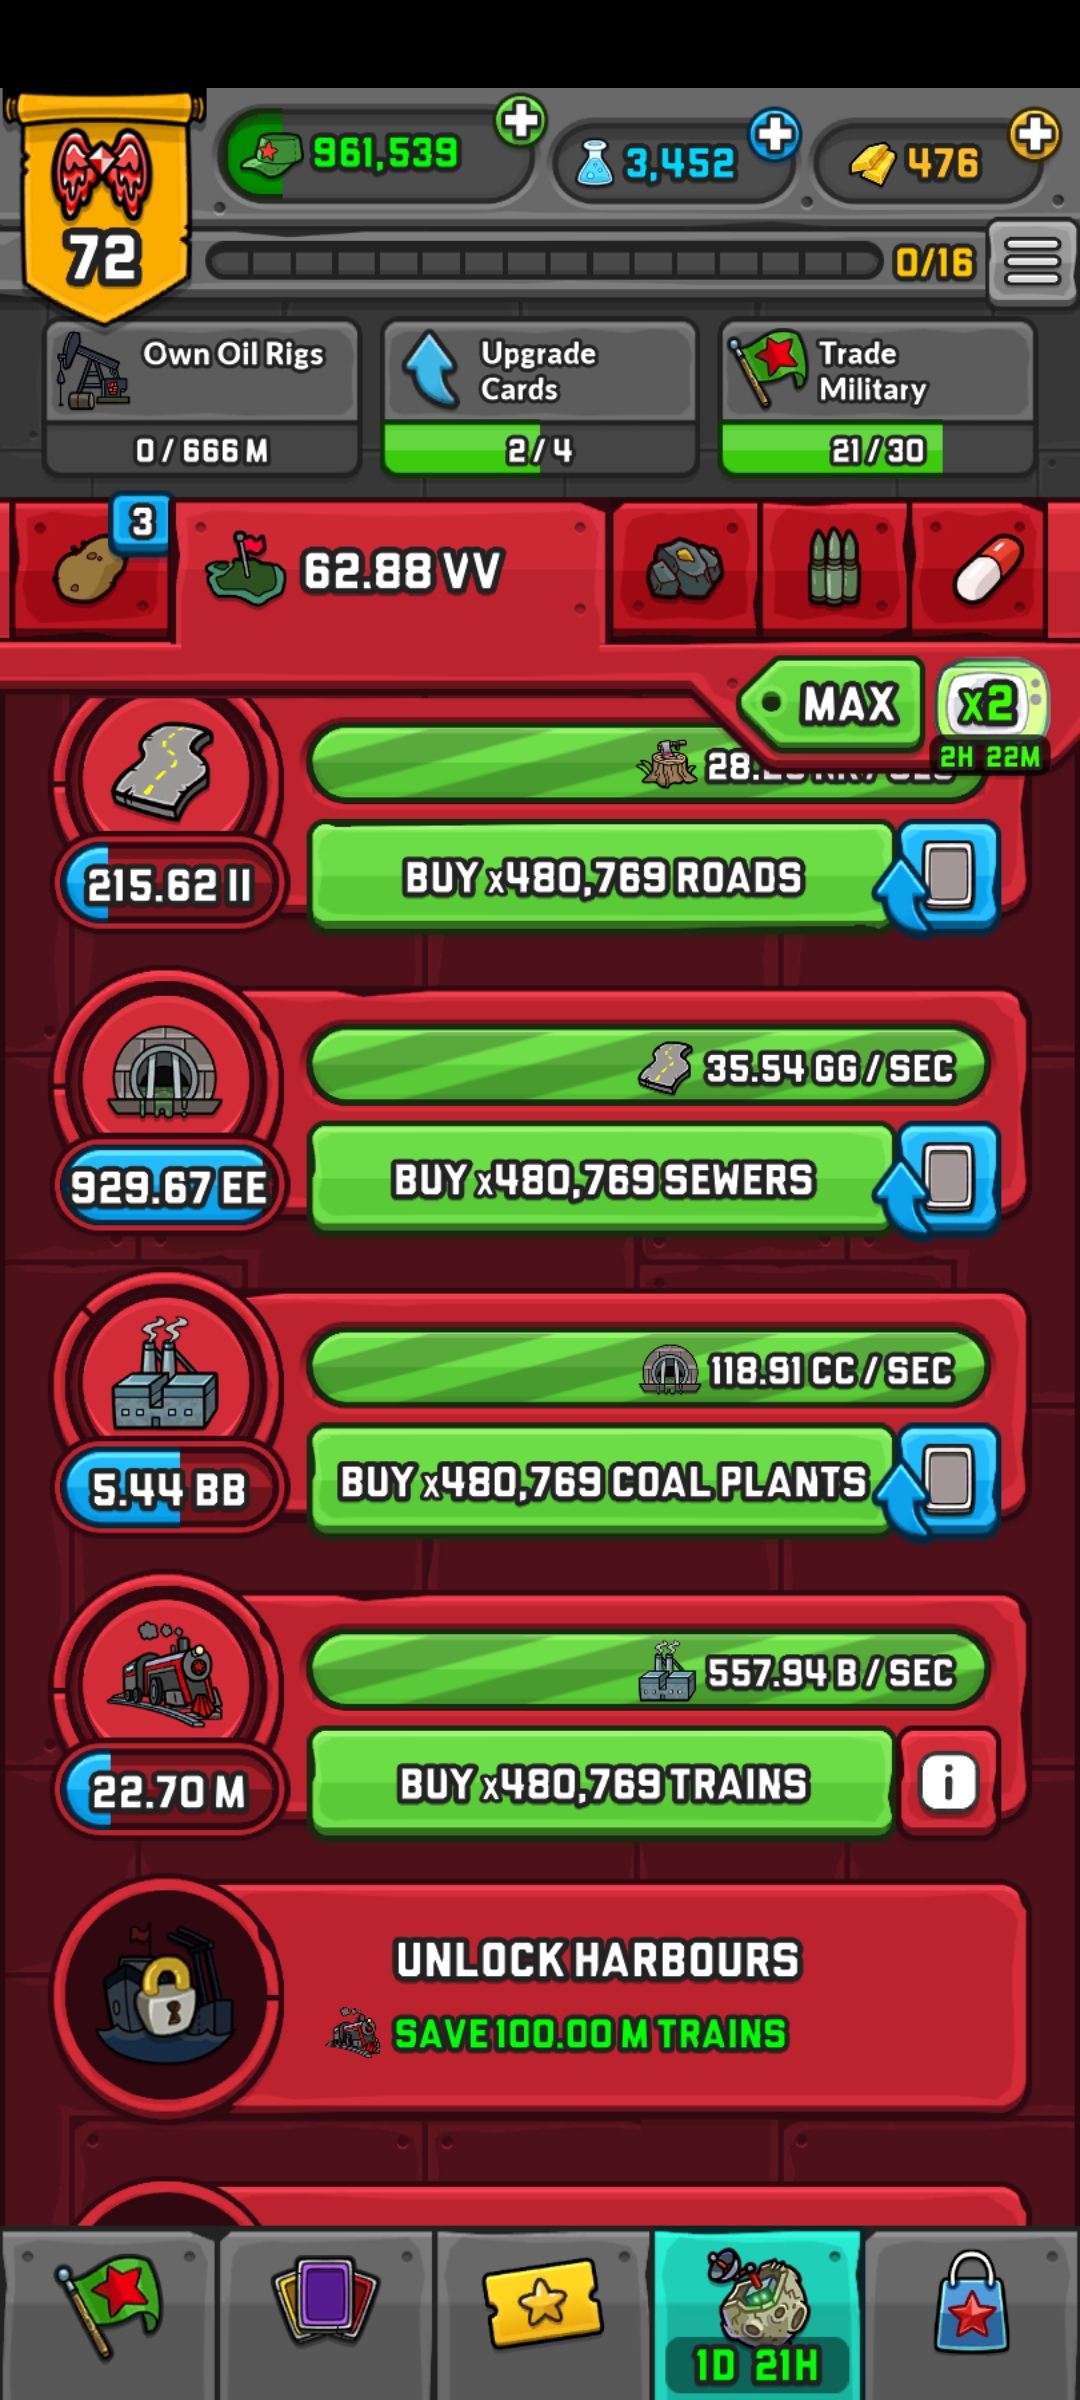 961,539
3,452
476
72
0/16
Own Oil Rigs
0 / 666 M
Upgrade
Cards
2 / 4
Trade
Military
21 / 30
3
62.88 VV
MAX
x2
2H 22M
215.62 II
BUY x480,769 ROADS
35.54 GG / SEC
929.67 EE
BUY x480,769 SEWERS
118.91 CC / SEC
5.44 BB
BUY x480,769 COAL PLANTS
557.94 B / SEC
22.70 M
BUY x480,769 TRAINS
i
UNLOCK HARBOURS
SAVE 100.00 M TRAINS
1D 21H